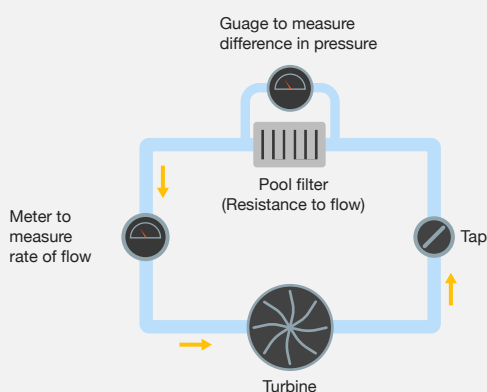 Guage to measure
difference in pressure
Pool filter
(Resistance to flow)
Meter to
measure
rate of flow
Tap
Turbine